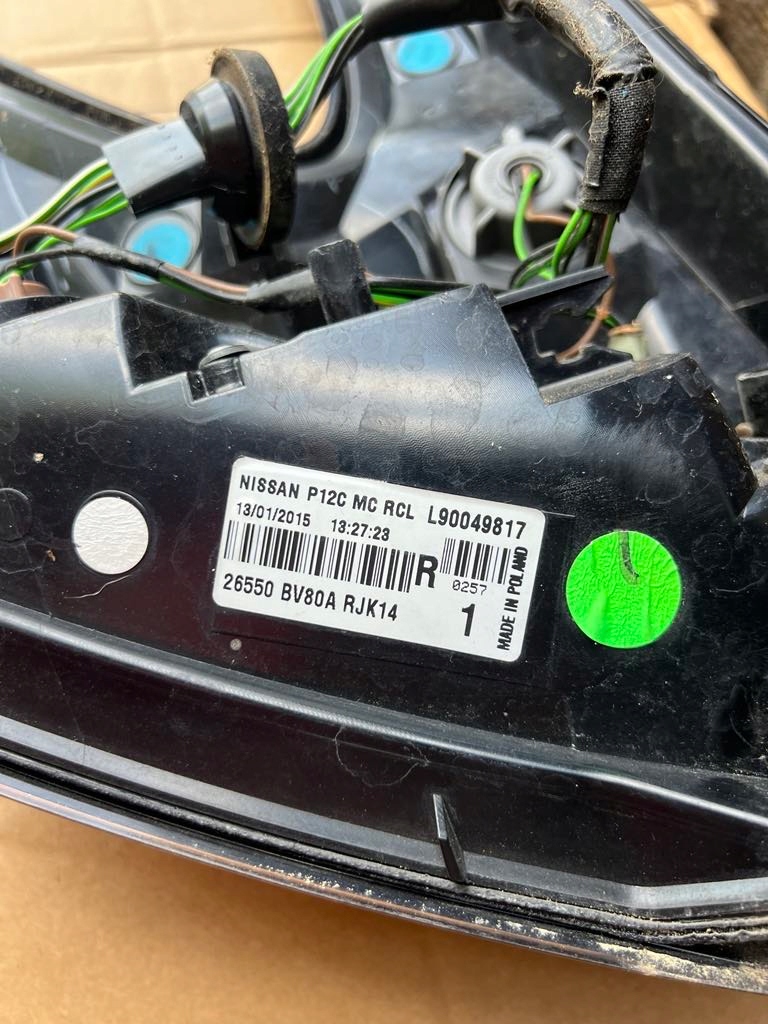 NISSAN P12C MC RCL L90049817
13/01/2015 13:27:23
R
0257
26550 BV80A RJK14
1
MADE IN POLAND